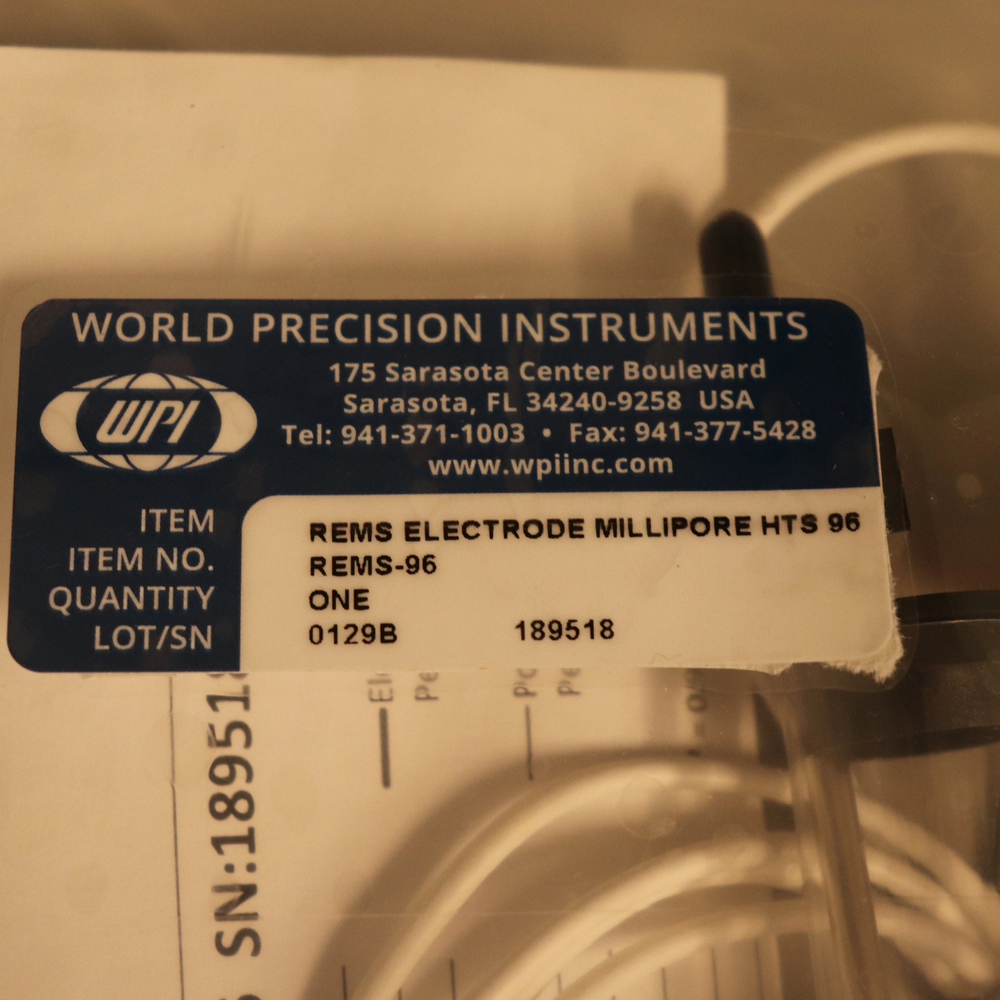 WORLD PRECISION INSTRUMENTS
175 Sarasota Center Boulevard
Sarasota, FL 34240-9258 USA
Tel: 941-371-1003 • Fax: 941-377-5428
www.wpiinc.com
WPI
ITEM REMS ELECTRODE MILLIPORE HTS 96
ITEM NO. REMS-96
QUANTITY ONE
LOT/SN 0129B 189518
SN:189518